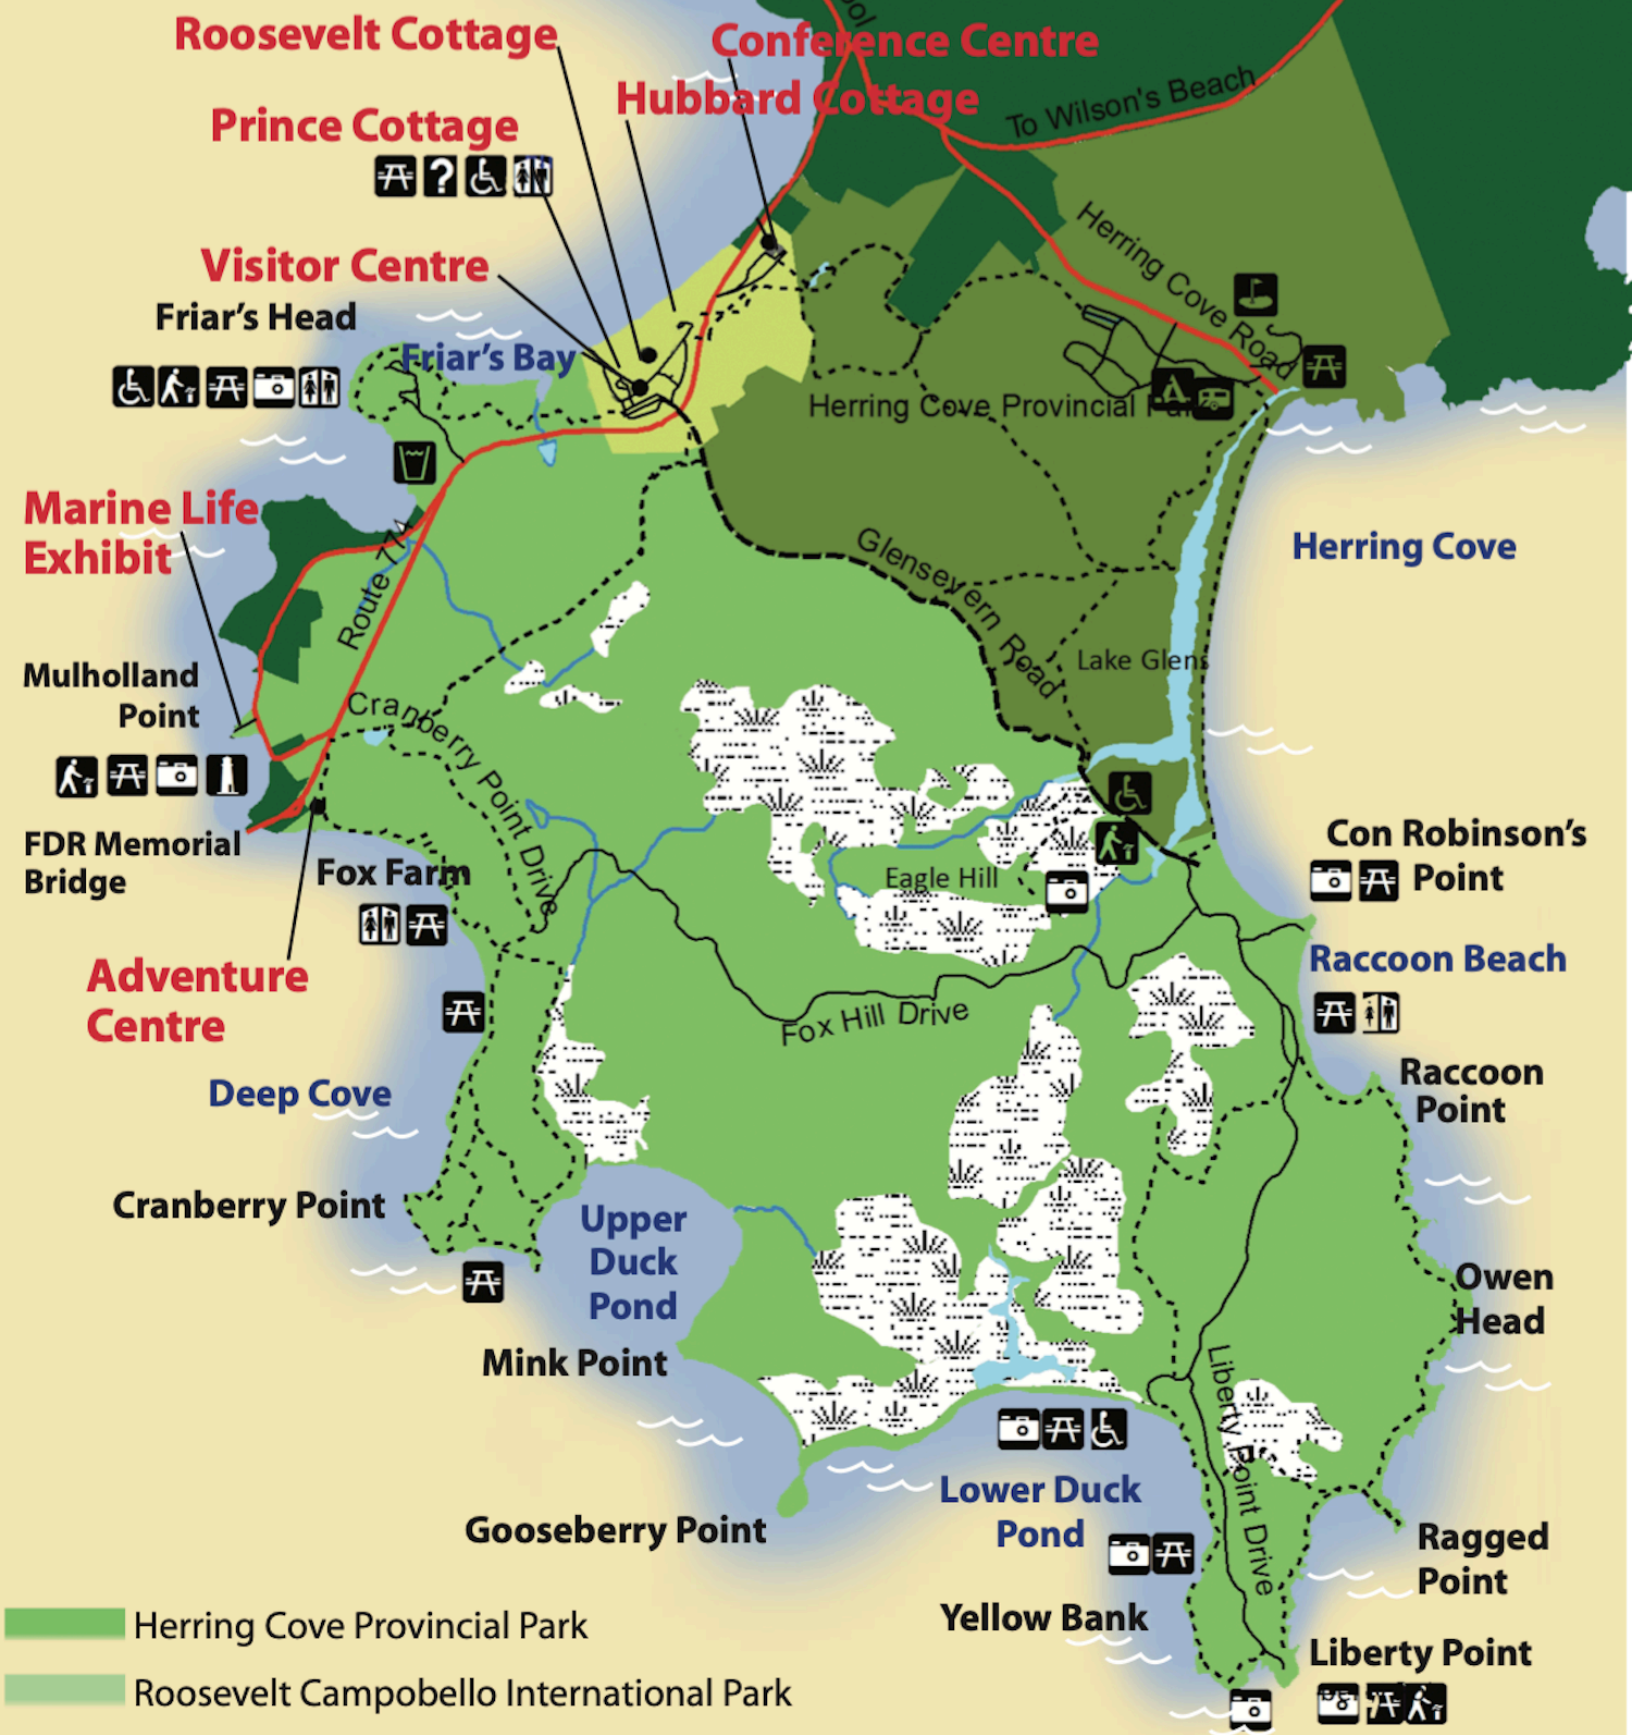 Roosevelt Cottage
Conference Centre
Hubbard Cottage
Prince Cottage
?
To Wilson's Beach
Visitor Centre
Herring Cove Road
Friar's Head
Friar's Bay
Herring Cove Provincial
Marine Life
Exhibit
Route 774
Glensevern Road
Herring Cove
Lake Glens
Mulholland
Point
Cranberry Point Drive
FDR Memorial
Bridge
Fox Farm
Eagle Hill
Con Robinson's
Point
Adventure
Centre
Raccoon Beach
Fox Hill Drive
Deep Cove
Raccoon
Point
Cranberry Point
Upper
Duck
Pond
Owen
Head
Mink Point
Liberty Point Drive
Lower Duck
Pond
Gooseberry Point
Ragged
Point
Yellow Bank
Liberty Point
Herring Cove Provincial Park
Roosevelt Campobello International Park